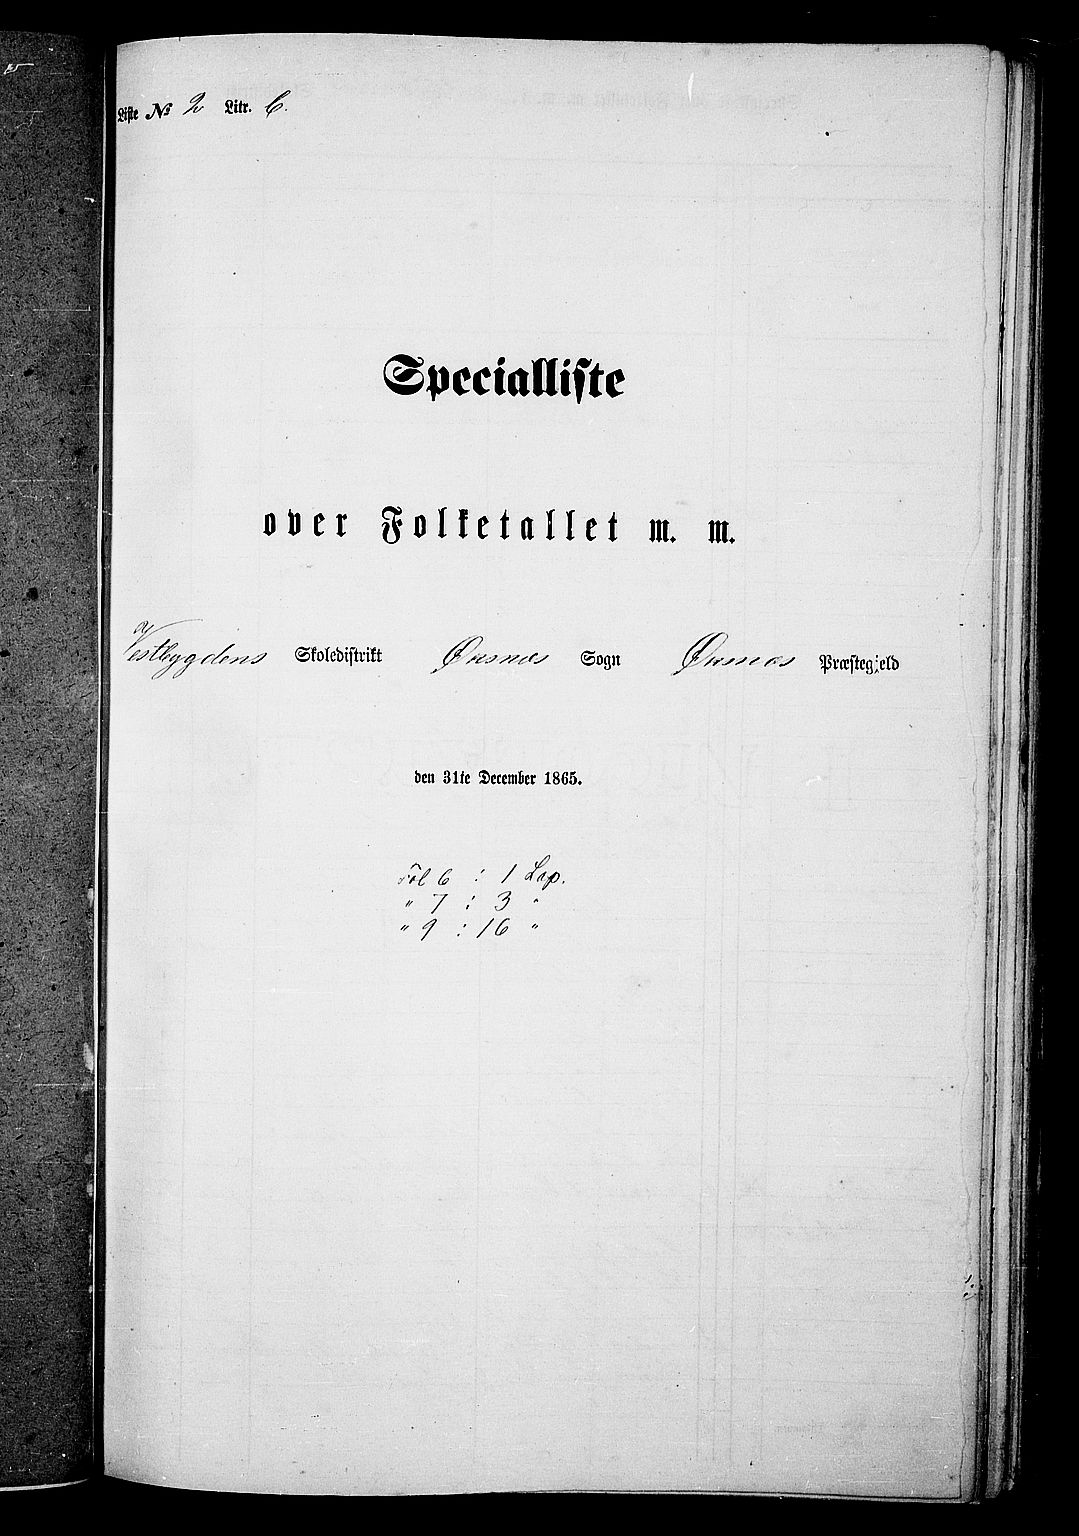 Liste No 2 Litr. C.
Specialliste
over Folketallet m. m.
Vestbygdens Skoledistrikt Øksnes Sogn Øksnes Præstegjeld
den 31te December 1865.
Fol 6 : 1 Lap.
" 7 : 3 "
" 9 : 16 "